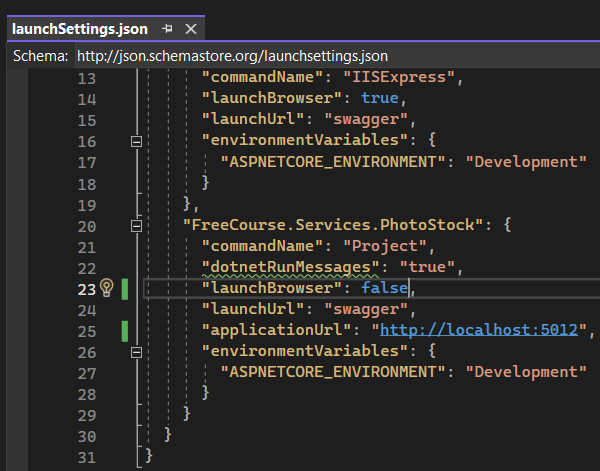 launchSettings.json
Schema: http://json.schemastore.org/launchsettings.json
13 "commandName": "IISExpress",
14 "launchBrowser": true,
15 "launchUrl": "swagger",
16 "environmentVariables": {
17 "ASPNETCORE_ENVIRONMENT": "Development"
18 }
19 },
20 "FreeCourse.Services.PhotoStock": {
21 "commandName": "Project",
22 "dotnetRunMessages": "true",
23 "launchBrowser": false,
24 "launchUrl": "swagger",
25 "applicationUrl": "http://localhost:5012",
26 "environmentVariables": {
27 "ASPNETCORE_ENVIRONMENT": "Development"
28 }
29 }
30 }
31 }